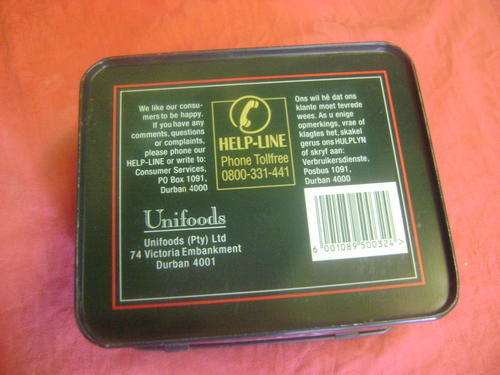 We like our consu-
mers to be happy.
If you have any
comments, questions
or complaints,
please phone our
HELP-LINE or write to:
Consumer Services,
PO Box 1091,
Durban 4000
HELP-LINE
Phone Tollfree
0800-331-441
Ons wil hê dat ons
klante moet tevrede
wees. As u enige
opmerkings, vrae of
klagtes het, skakel
gerus ons HULPLYN
of skryf aan:
Verbruikersdienste,
Posbus 1091,
Durban 4000
Unifoods
Unifoods (Pty) Ltd
74 Victoria Embankment
Durban 4001
6 001089 500324 >